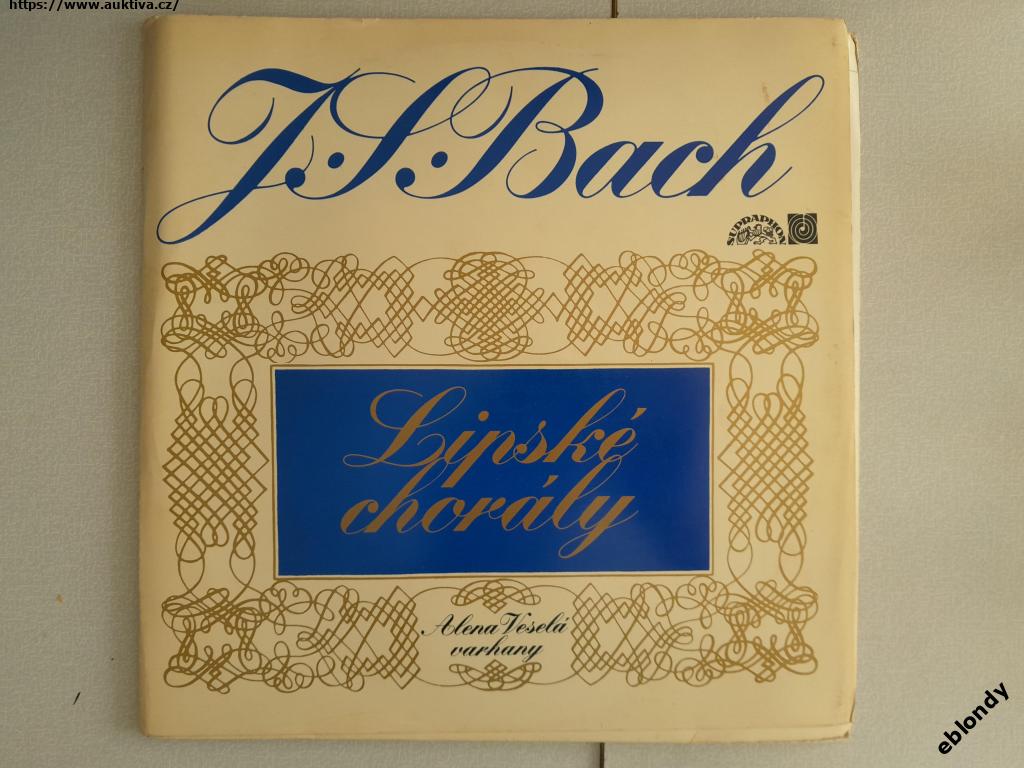 https://www.auktiva.cz/
J.S.Bach
SUPRAPHON
Lipské
chorály
Alena Veselá
varhany
eblondy